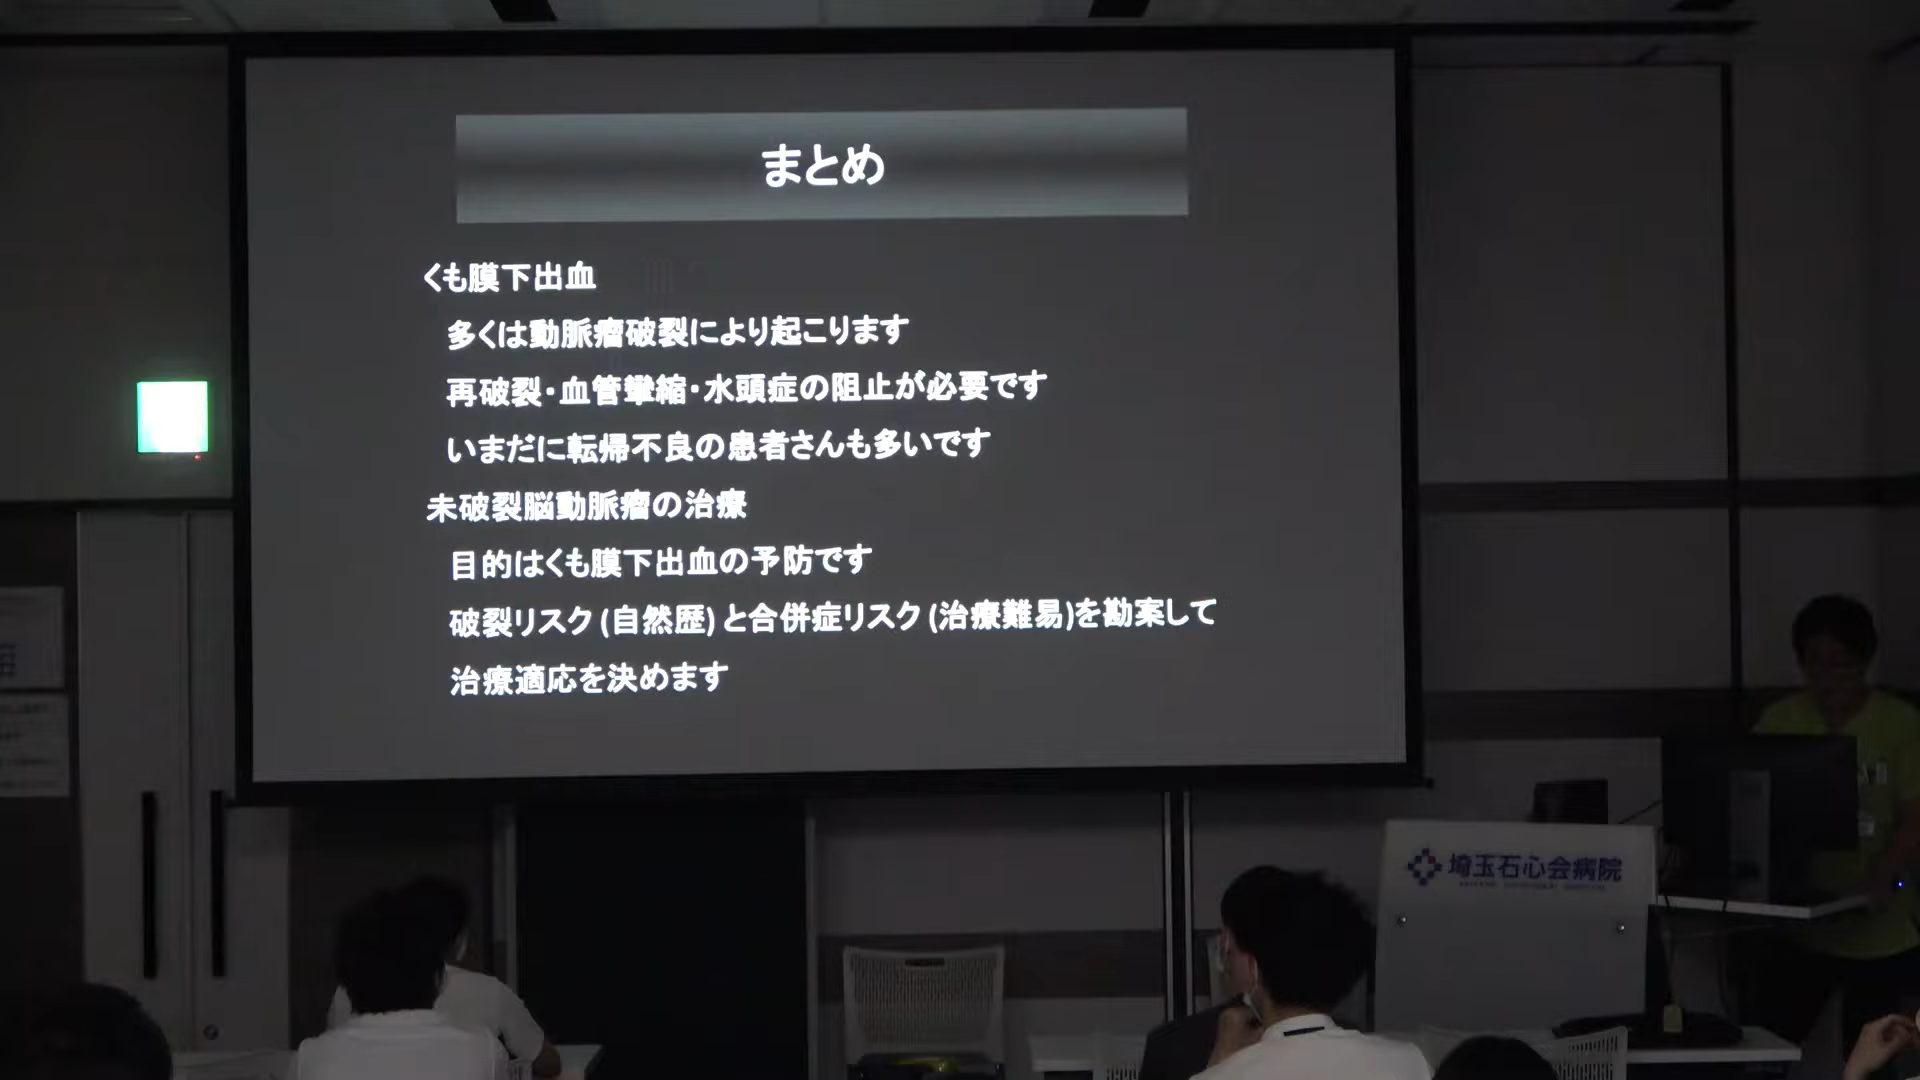 まとめ
くも膜下出血
多くは動脈瘤破裂により起こります
再破裂・血管攣縮・水頭症の阻止が必要です
いまだに転帰不良の患者さんも多いです
未破裂脳動脈瘤の治療
目的はくも膜下出血の予防です
破裂リスク(自然歴)と合併症リスク(治療難易)を勘案して
治療適応を決めます
埼玉石心会病院